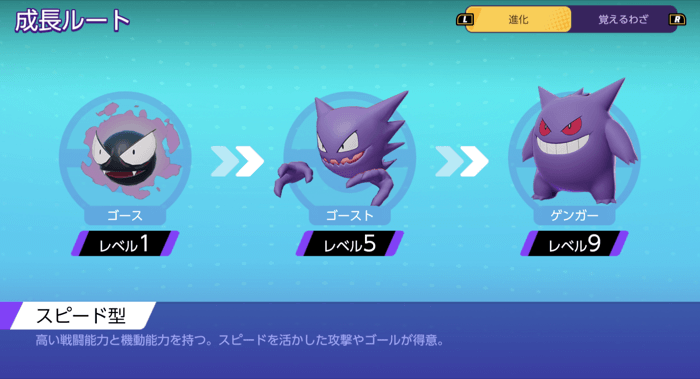 成長ルート
L 進化 覚えるわざ R
ゴース ゴースト ゲンガー
レベル1 レベル5 レベル9
スピード型
高い戦闘能力と機動能力を持つ。スピードを活かした攻撃やゴールが得意。